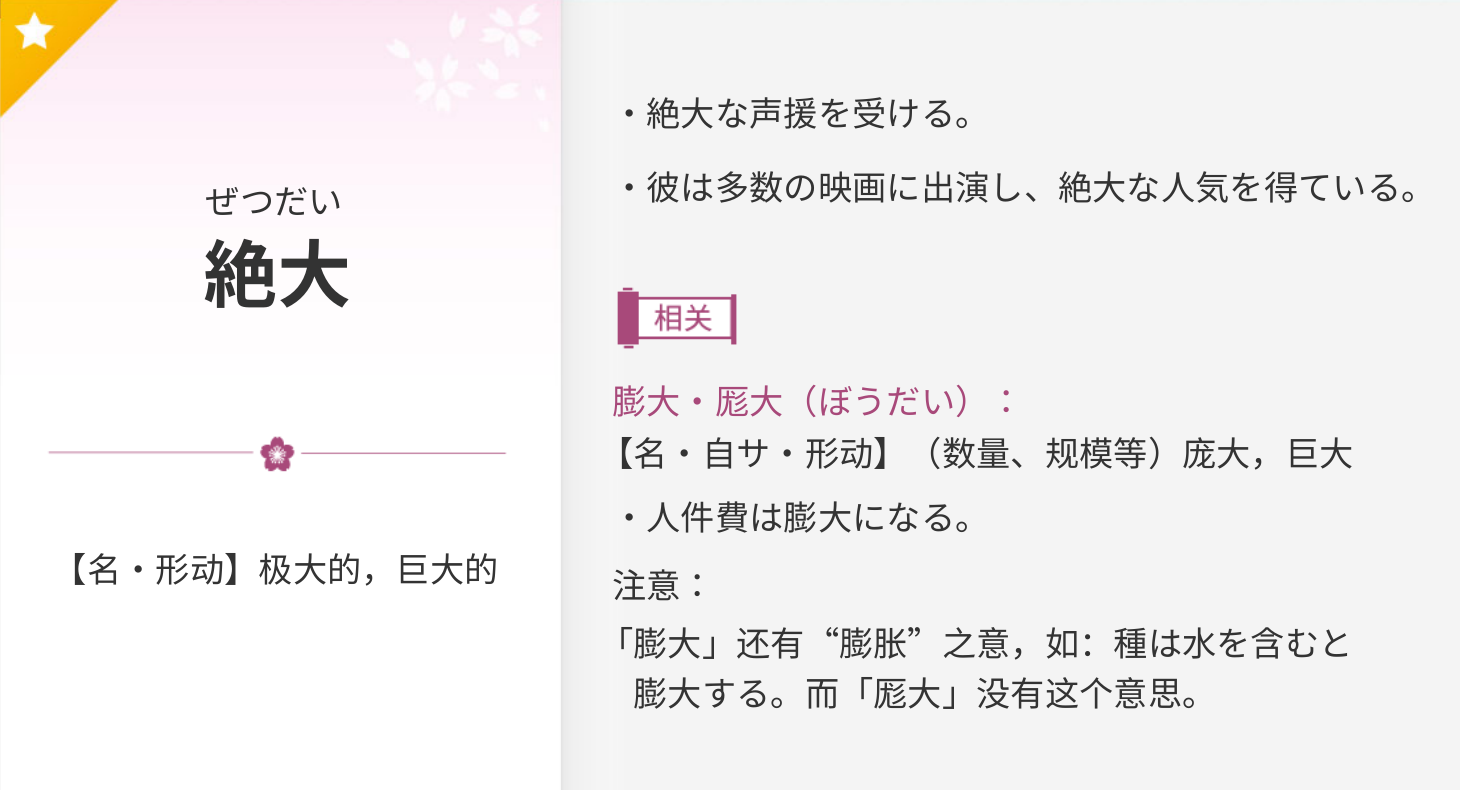 ぜつだい
絶大
【名・形动】极大的，巨大的
・絶大な声援を受ける。
・彼は多数の映画に出演し、絶大な人気を得ている。
相关
膨大・厖大（ぼうだい）：
【名・自サ・形动】（数量、规模等）庞大，巨大
・人件費は膨大になる。
注意：
「膨大」还有“膨胀”之意，如：種は水を含むと
膨大する。而「厖大」没有这个意思。